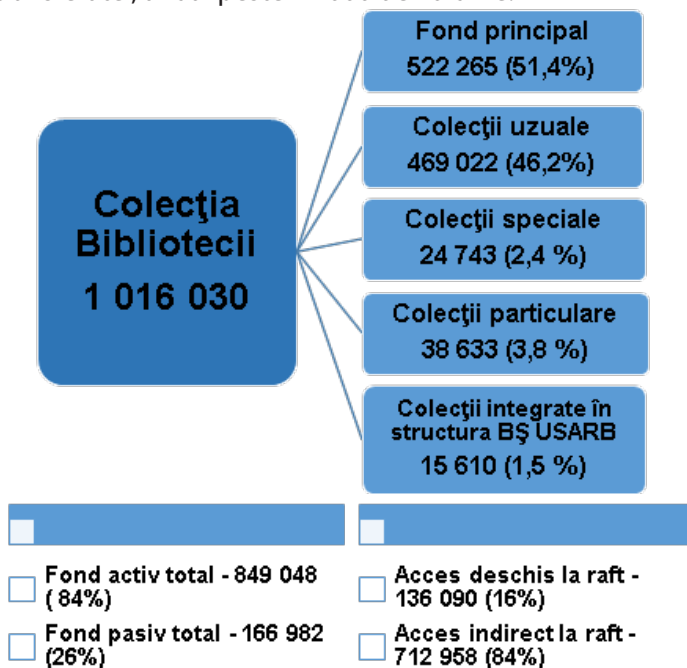 Colecţia
Bibliotecii
1 016 030
Fond principal
522 265 (51,4%)
Colecţii uzuale
469 022 (46,2%)
Colecţii speciale
24 743 (2,4 %)
Colecţii particulare
38 633 (3,8 %)
Colecţii integrate în
structura BŞ USARB
15 610 (1,5 %)
Fond activ total - 849 048
( 84%)
Fond pasiv total - 166 982
(26%)
Acces deschis la raft -
136 090 (16%)
Acces indirect la raft -
712 958 (84%)